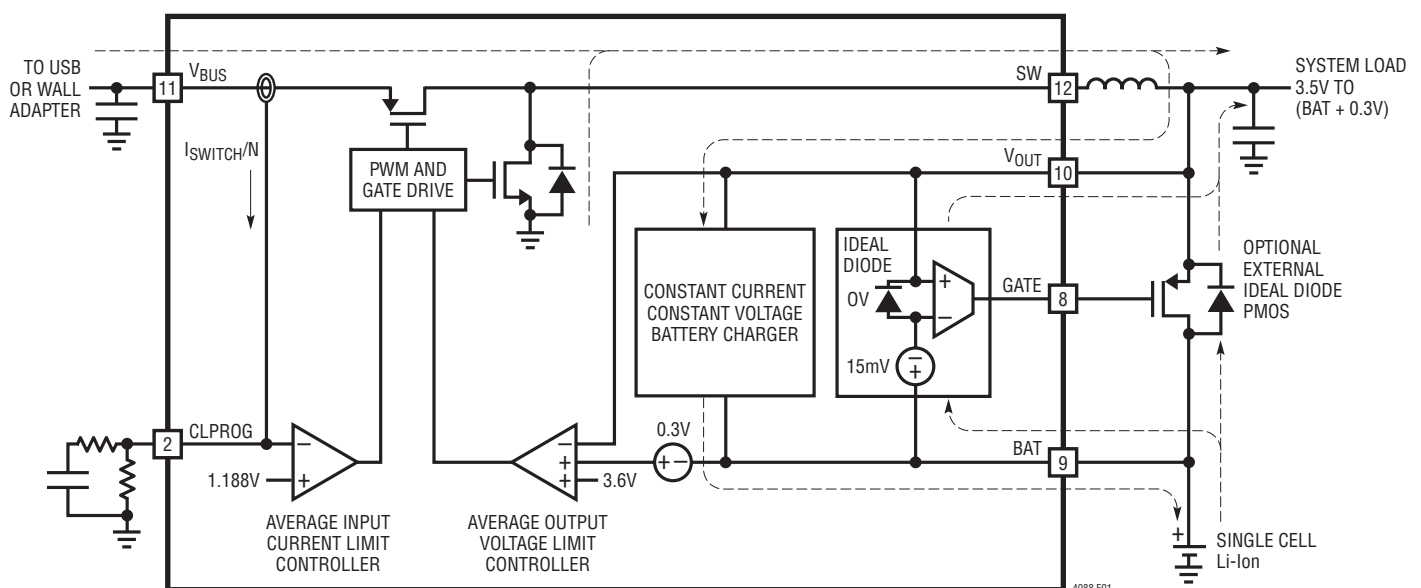 TO USB
OR WALL
ADAPTER
11
VBUS
SW
12
SYSTEM LOAD
3.5V TO
(BAT + 0.3V)
ISWITCH/N
PWM AND
GATE DRIVE
VOUT
10
CONSTANT CURRENT
CONSTANT VOLTAGE
BATTERY CHARGER
IDEAL
DIODE
0V
+
−
15mV
−
+
GATE
8
OPTIONAL
EXTERNAL
IDEAL DIODE
PMOS
2
CLPROG
−
1.188V
+
−
+
+
3.6V
0.3V
+ −
BAT
9
AVERAGE INPUT
CURRENT LIMIT
CONTROLLER
AVERAGE OUTPUT
VOLTAGE LIMIT
CONTROLLER
+
SINGLE CELL
Li-Ion
4088 F01